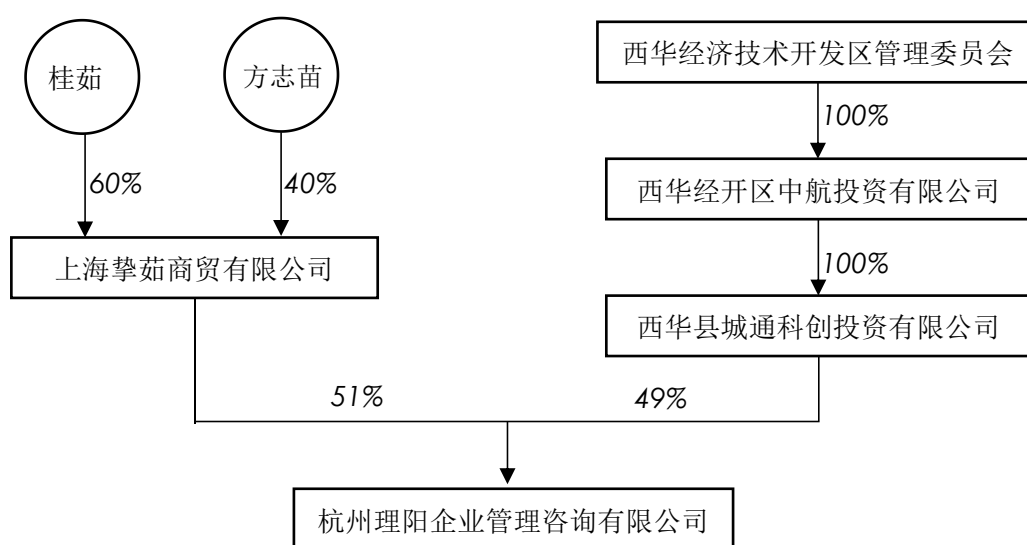 桂茹
方志苗
西华经济技术开发区管理委员会
100%
60%
40%
西华经开区中航投资有限公司
上海挚茹商贸有限公司
100%
西华县城通科创投资有限公司
51%
49%
杭州理阳企业管理咨询有限公司